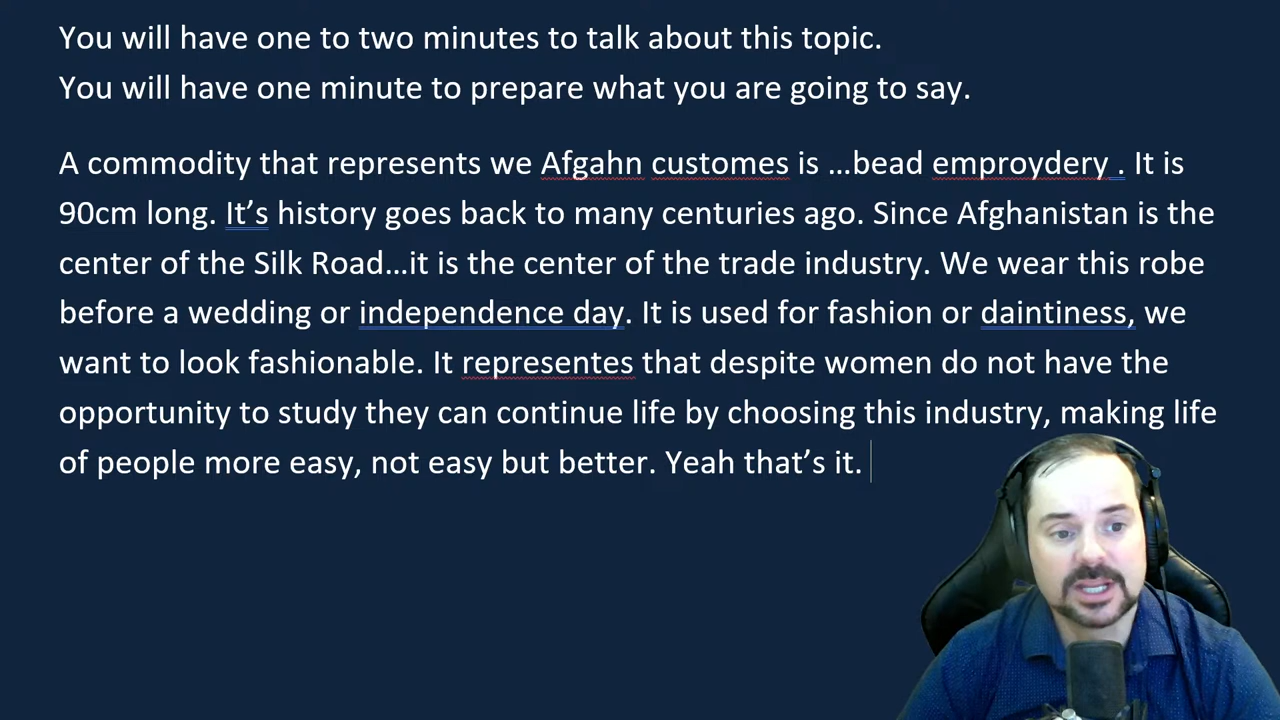 You will have one to two minutes to talk about this topic.
You will have one minute to prepare what you are going to say.
A commodity that represents we Afgahn customes is …bead emproydery . It is
90cm long. It’s history goes back to many centuries ago. Since Afghanistan is the
center of the Silk Road…it is the center of the trade industry. We wear this robe
before a wedding or independence day. It is used for fashion or daintiness, we
want to look fashionable. It representes that despite women do not have the
opportunity to study they can continue life by choosing this industry, making life
of people more easy, not easy but better. Yeah that’s it.